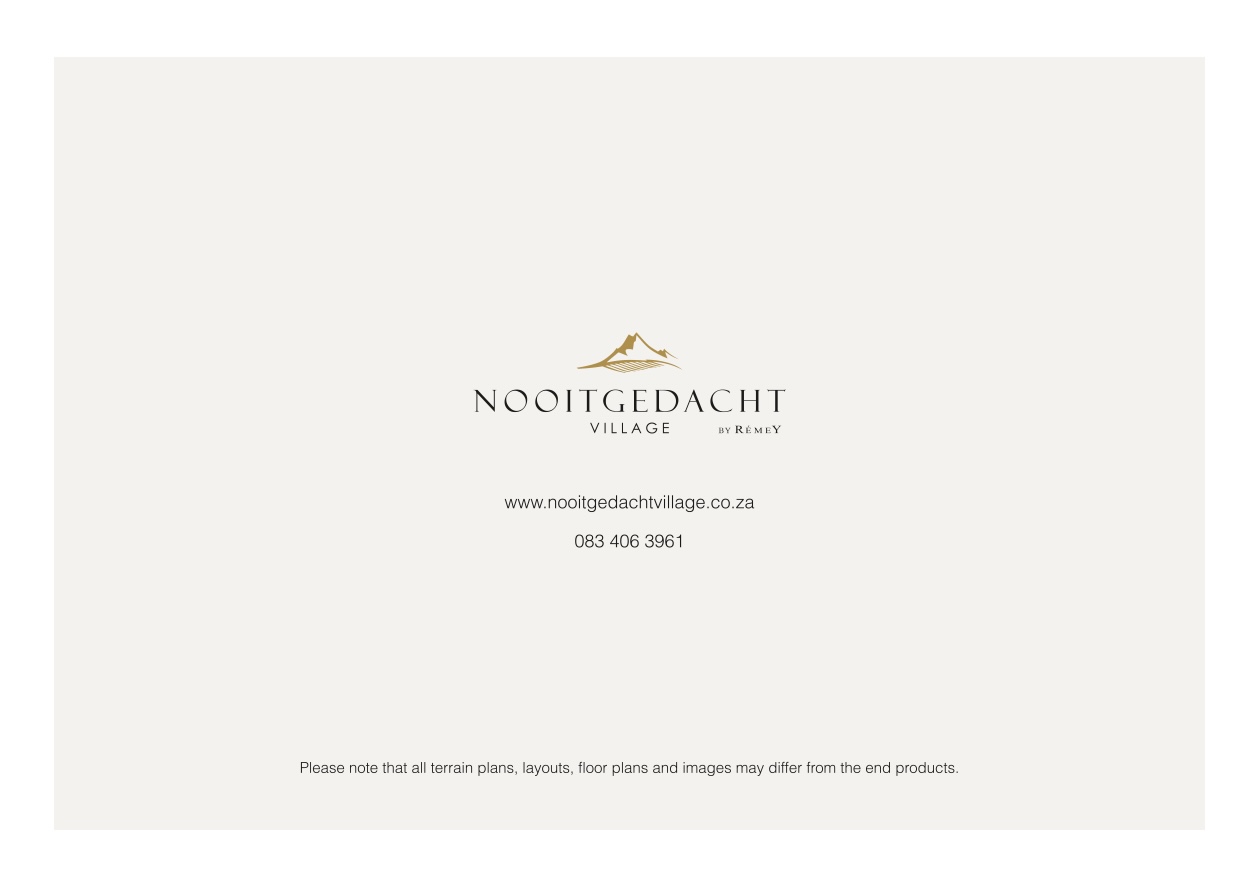 NOOITGEDACHT
VILLAGE BY RÉMEY
www.nooitgedachtvillage.co.za
083 406 3961
Please note that all terrain plans, layouts, floor plans and images may differ from the end products.